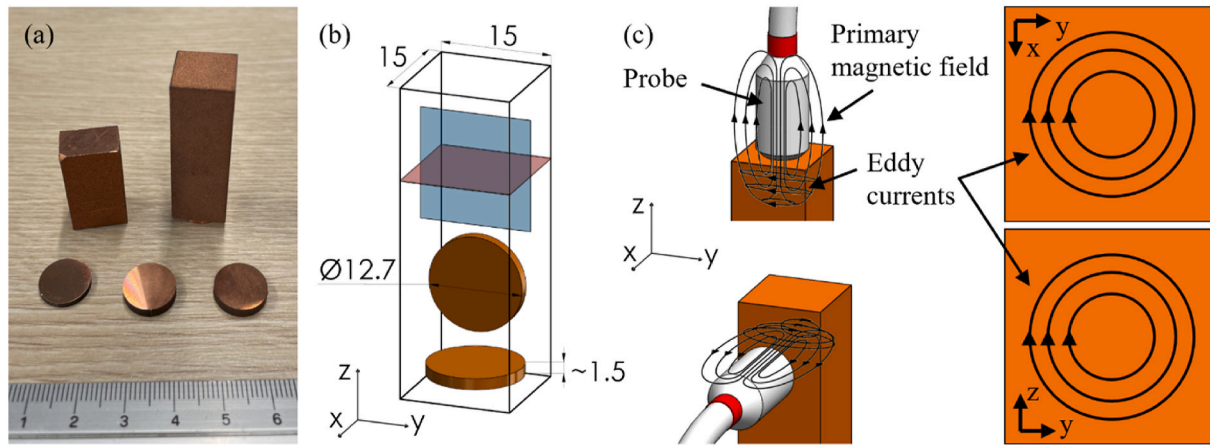 (a)
1 2 3 4 5 6
(b)
15
15
Ø12.7
~1.5
z
x
y
(c)
Probe
Primary
magnetic field
Eddy
currents
z
x
y
y
x
z
y